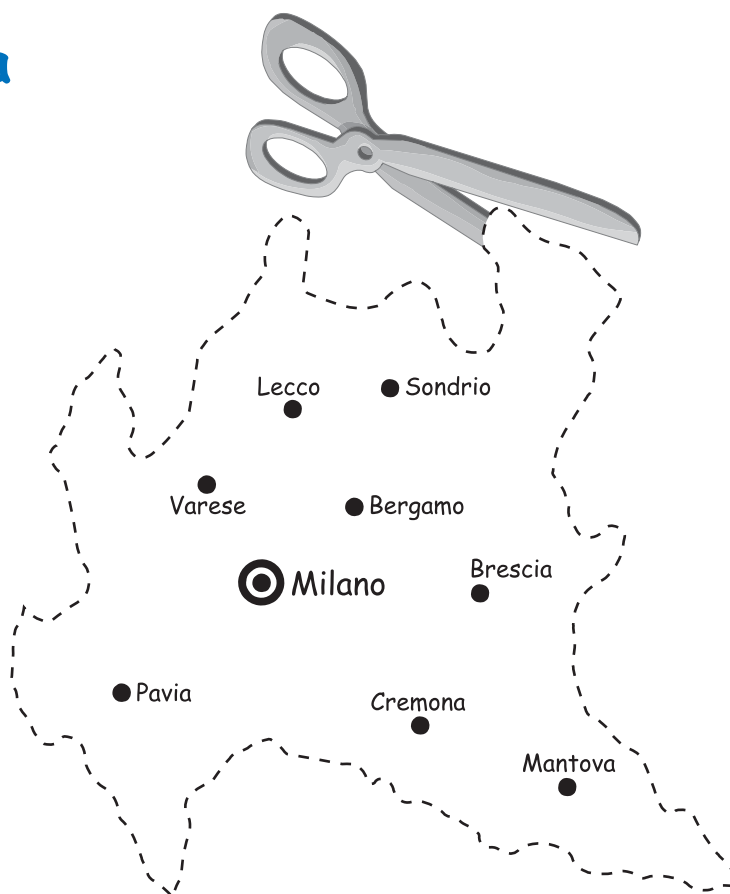 Lecco
Sondrio
Varese
Bergamo
Milano
Brescia
Pavia
Cremona
Mantova